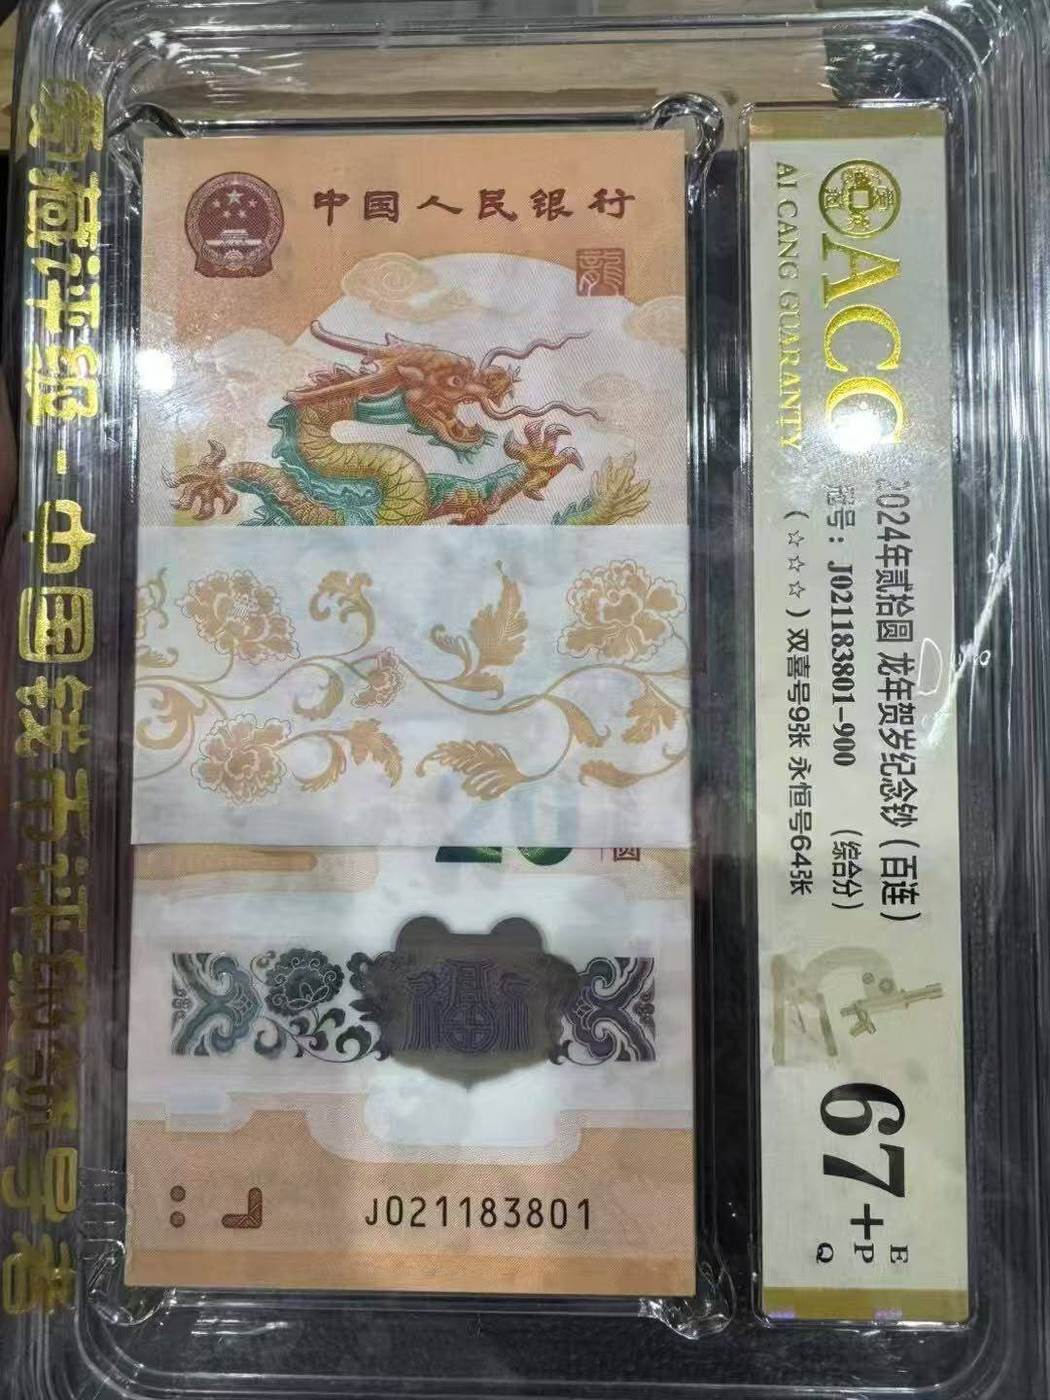 爱藏评级-中国钱币评级领导者
中国人民银行
龍
20
圆
J021183801
ACG
AI CANG GUARANTY
2024年贰拾圆 龙年贺岁纪念钞（百连）
冠号：J021183801-900 （综合分）
（☆☆☆）双喜号9张 永恒号64张
67+
E
P
Q